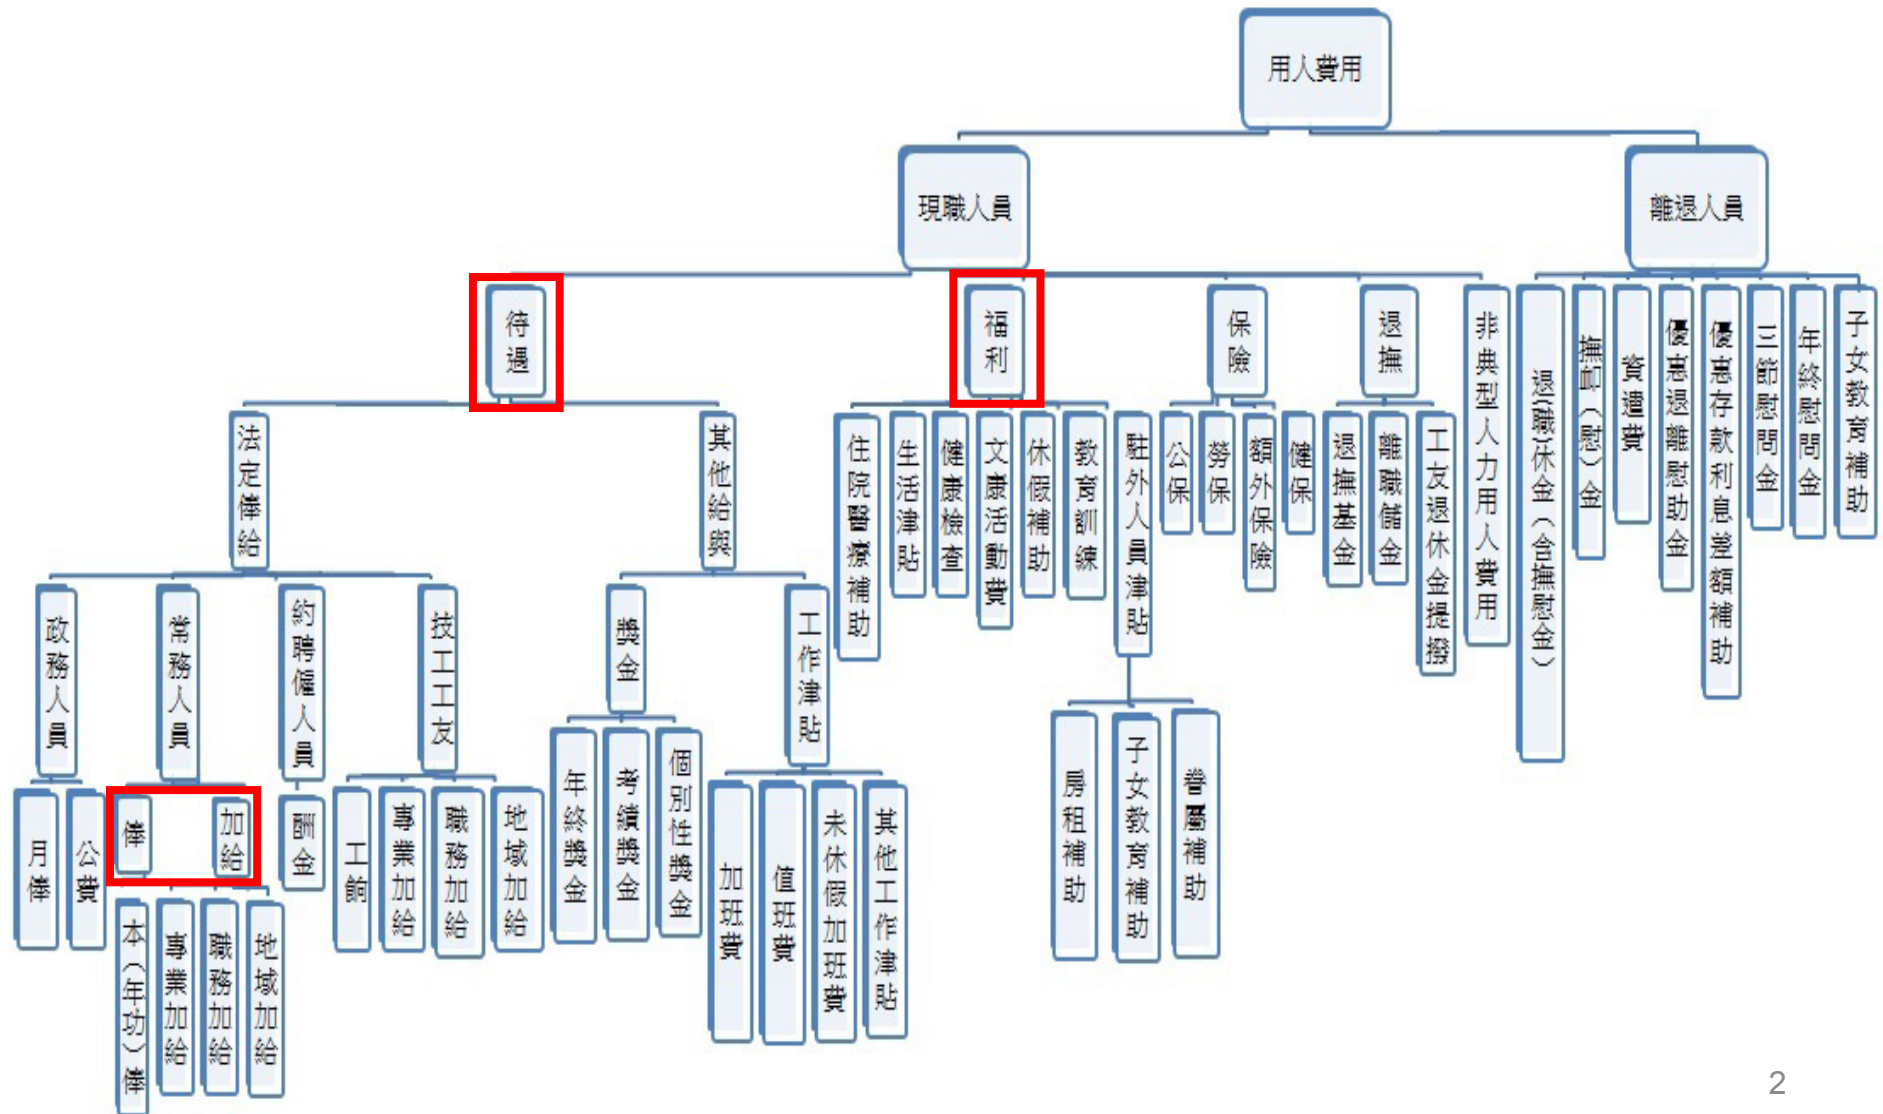 用人費用
現職人員
離退人員
待遇
福利
保險
退撫
非典型人力用人費用
退(職)休金(含撫慰金)
撫卹(慰)金
資遣費
優惠退離慰助金
優惠存款利息差額補助
三節慰問金
年終慰問金
子女教育補助
法定俸給
其他給與
住院醫療補助
生活津貼
健康檢查
文康活動費
休假補助
教育訓練
駐外人員津貼
公保
勞保
額外保險
健保
退撫基金
離職儲金
工友退休金提撥
政務人員
常務人員
約聘僱人員
技工工友
獎金
工作津貼
月俸
公費
俸
加給
酬金
工餉
專業加給
職務加給
地域加給
年終獎金
考績獎金
個別性獎金
加班費
值班費
未休假加班費
其他工作津貼
房租補助
子女教育補助
眷屬補助
本(年功)俸
專業加給
職務加給
地域加給
2